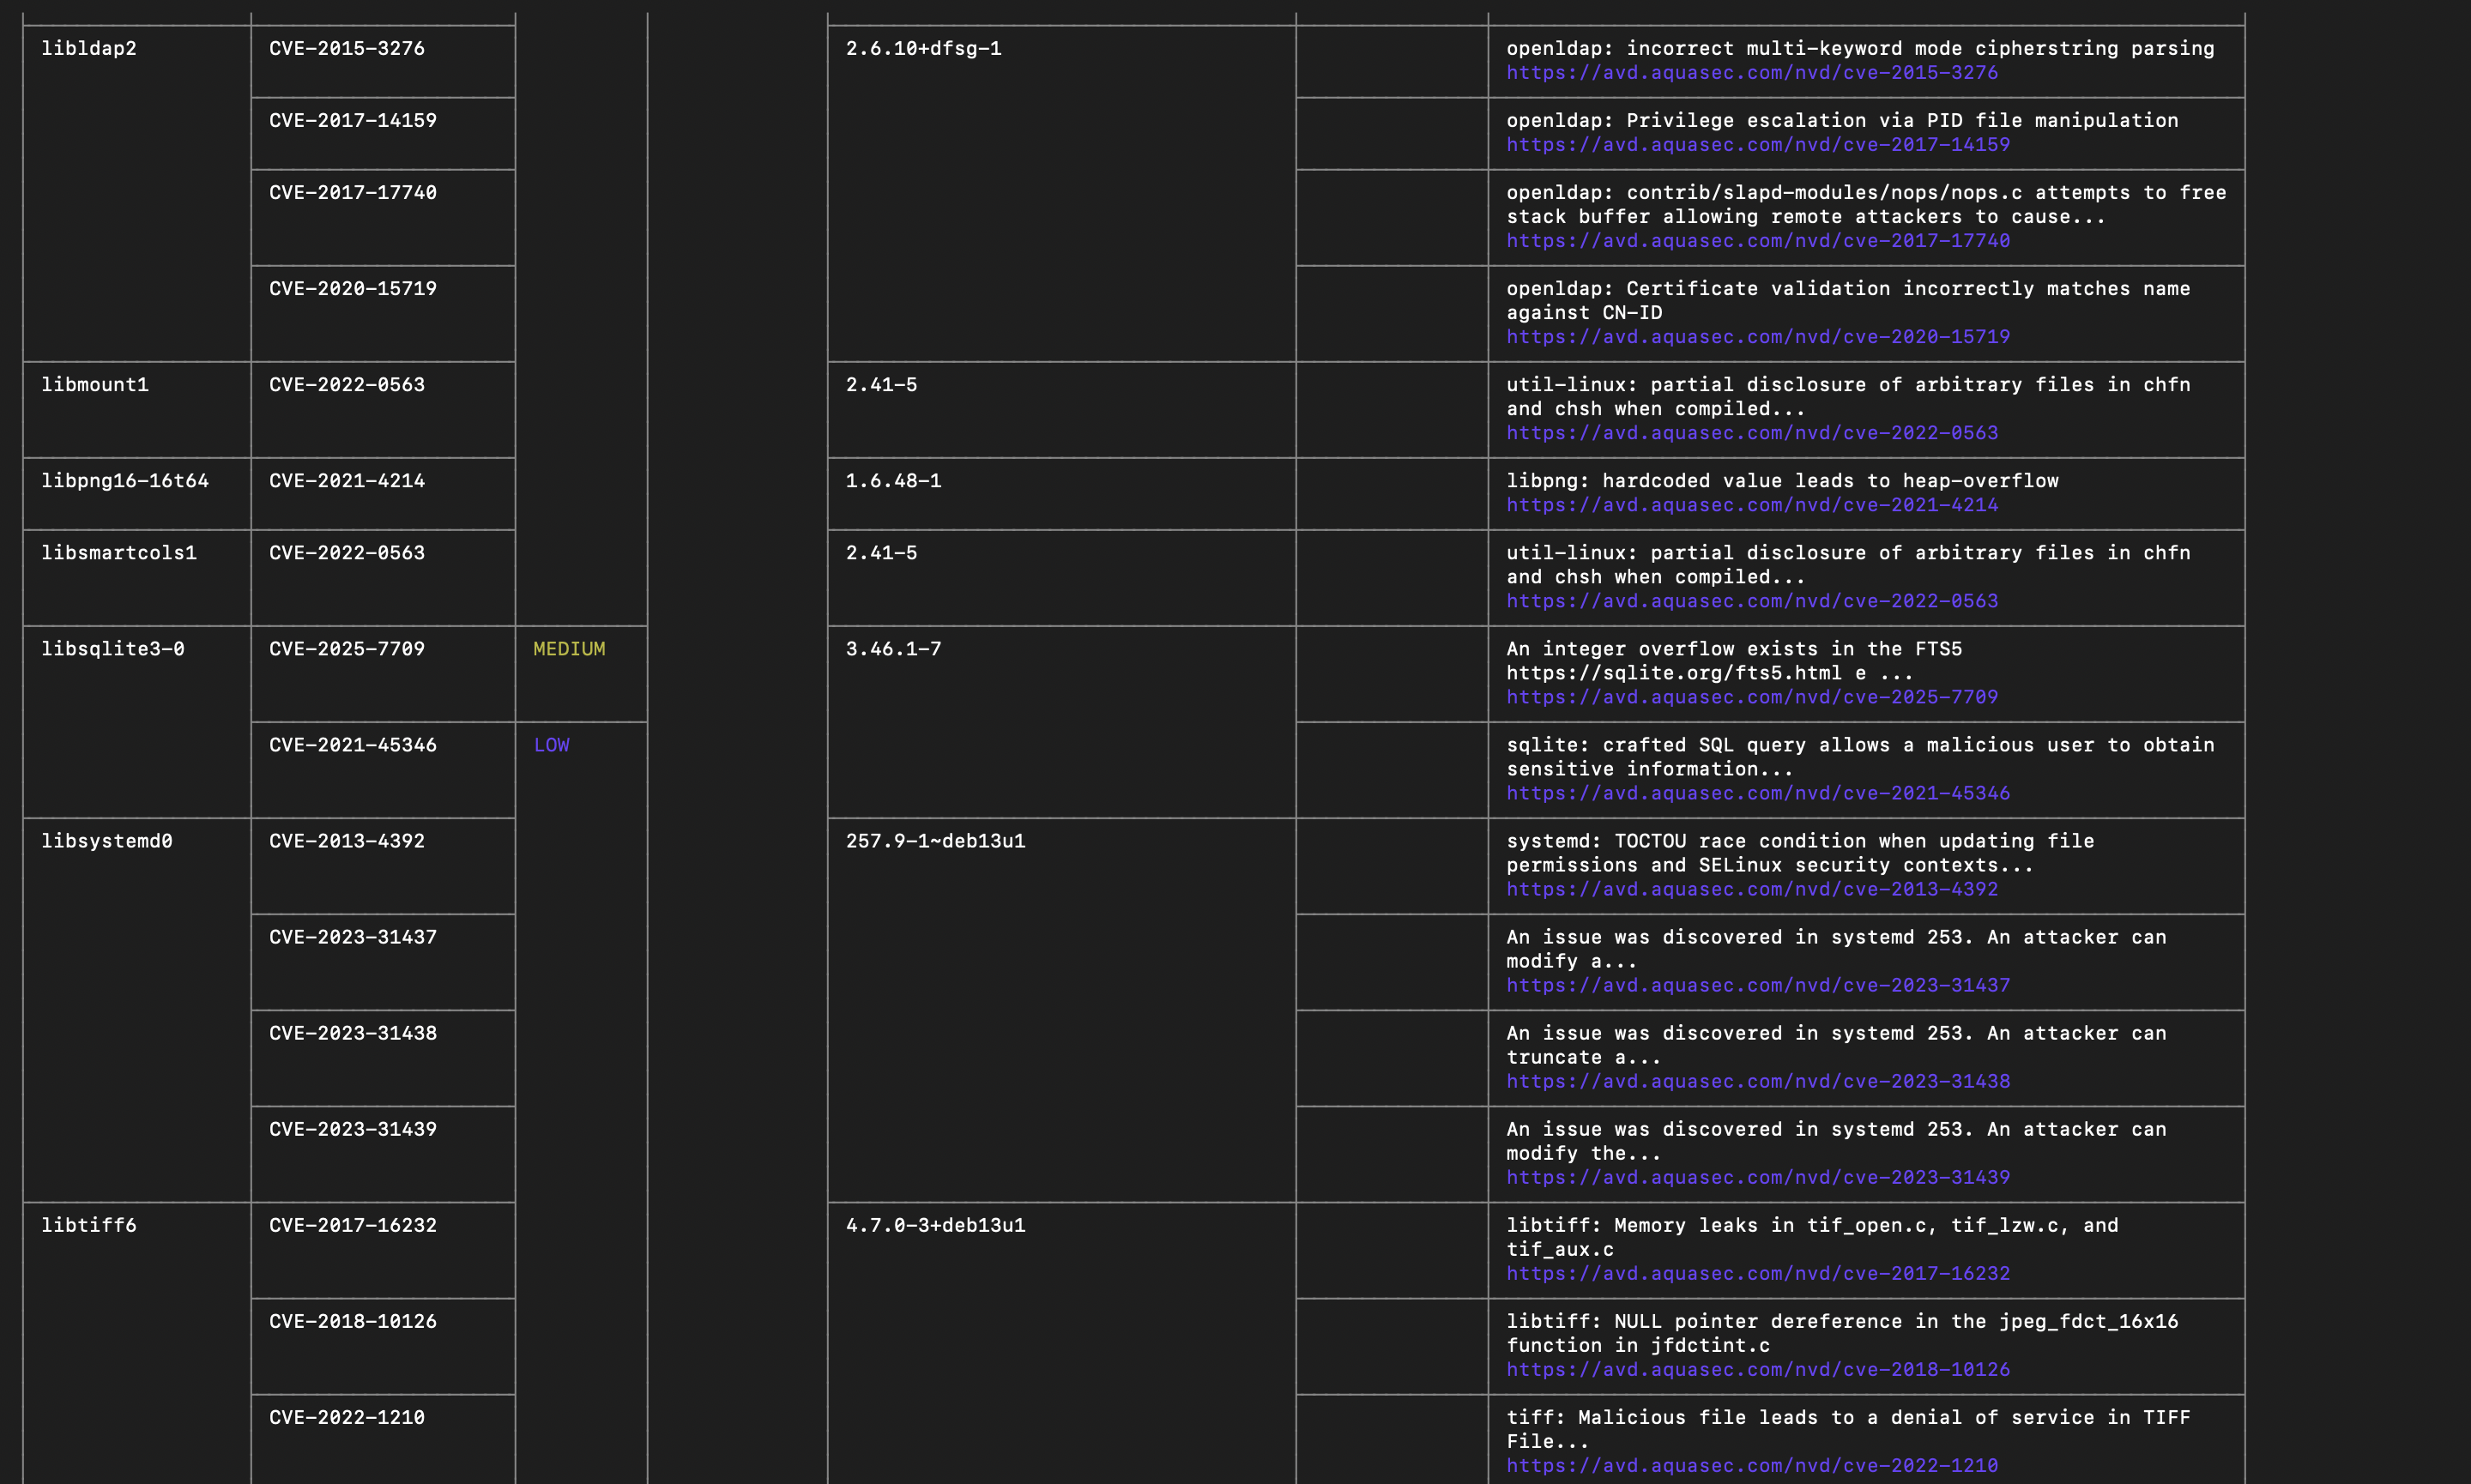 libldap2 CVE-2015-3276 2.6.10+dfsg-1 openldap: incorrect multi-keyword mode cipherstring parsing
https://avd.aquasec.com/nvd/cve-2015-3276
CVE-2017-14159 openldap: Privilege escalation via PID file manipulation
https://avd.aquasec.com/nvd/cve-2017-14159
CVE-2017-17740 openldap: contrib/slapd-modules/nops/nops.c attempts to free
stack buffer allowing remote attackers to cause...
https://avd.aquasec.com/nvd/cve-2017-17740
CVE-2020-15719 openldap: Certificate validation incorrectly matches name
against CN-ID
https://avd.aquasec.com/nvd/cve-2020-15719
libmount1 CVE-2022-0563 2.41-5 util-linux: partial disclosure of arbitrary files in chfn
and chsh when compiled...
https://avd.aquasec.com/nvd/cve-2022-0563
libpng16-16t64 CVE-2021-4214 1.6.48-1 libpng: hardcoded value leads to heap-overflow
https://avd.aquasec.com/nvd/cve-2021-4214
libsmartcols1 CVE-2022-0563 2.41-5 util-linux: partial disclosure of arbitrary files in chfn
and chsh when compiled...
https://avd.aquasec.com/nvd/cve-2022-0563
libsqlite3-0 CVE-2025-7709 MEDIUM 3.46.1-7 An integer overflow exists in the FTS5
https://sqlite.org/fts5.html e ...
https://avd.aquasec.com/nvd/cve-2025-7709
CVE-2021-45346 LOW sqlite: crafted SQL query allows a malicious user to obtain
sensitive information...
https://avd.aquasec.com/nvd/cve-2021-45346
libsystemd0 CVE-2013-4392 257.9-1~deb13u1 systemd: TOCTOU race condition when updating file
permissions and SELinux security contexts...
https://avd.aquasec.com/nvd/cve-2013-4392
CVE-2023-31437 An issue was discovered in systemd 253. An attacker can
modify a...
https://avd.aquasec.com/nvd/cve-2023-31437
CVE-2023-31438 An issue was discovered in systemd 253. An attacker can
truncate a...
https://avd.aquasec.com/nvd/cve-2023-31438
CVE-2023-31439 An issue was discovered in systemd 253. An attacker can
modify the...
https://avd.aquasec.com/nvd/cve-2023-31439
libtiff6 CVE-2017-16232 4.7.0-3+deb13u1 libtiff: Memory leaks in tif_open.c, tif_lzw.c, and
tif_aux.c
https://avd.aquasec.com/nvd/cve-2017-16232
CVE-2018-10126 libtiff: NULL pointer dereference in the jpeg_fdct_16x16
function in jfdctint.c
https://avd.aquasec.com/nvd/cve-2018-10126
CVE-2022-1210 tiff: Malicious file leads to a denial of service in TIFF
File...
https://avd.aquasec.com/nvd/cve-2022-1210